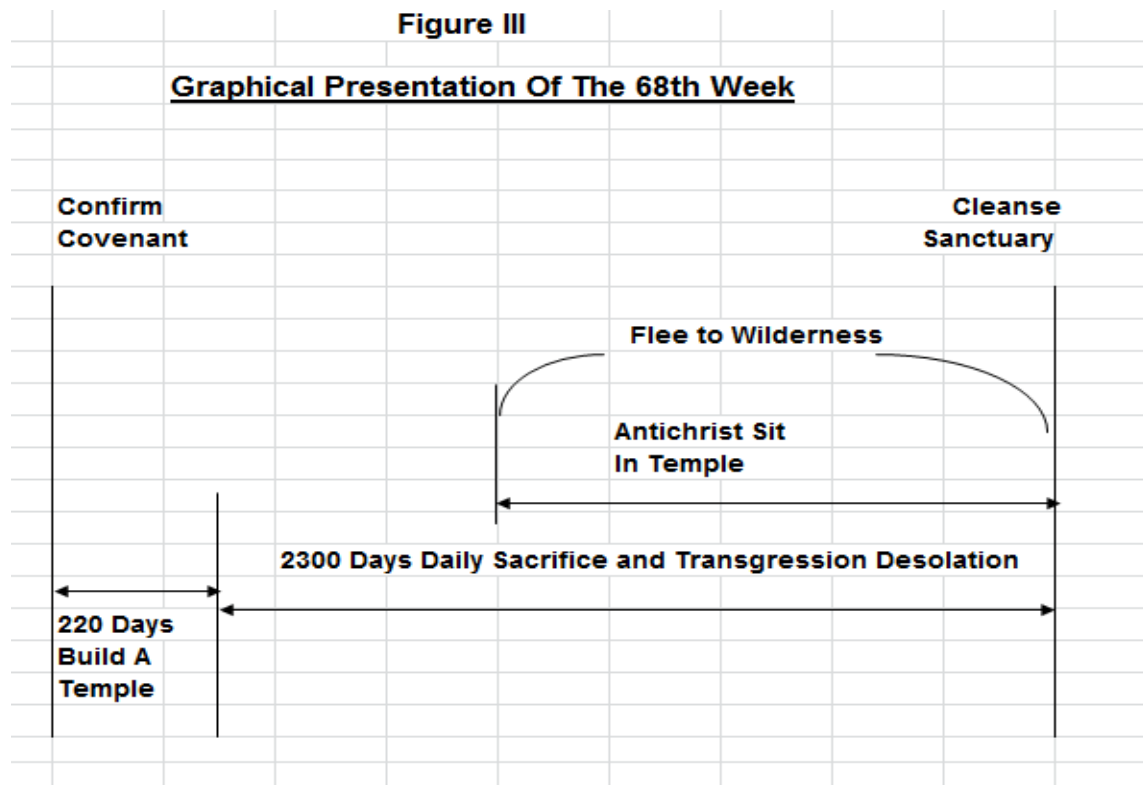 Figure III
Graphical Presentation Of The 68th Week
Confirm
Covenant
Cleanse
Sanctuary
Flee to Wilderness
Antichrist Sit
In Temple
2300 Days Daily Sacrifice and Transgression Desolation
220 Days
Build A
Temple